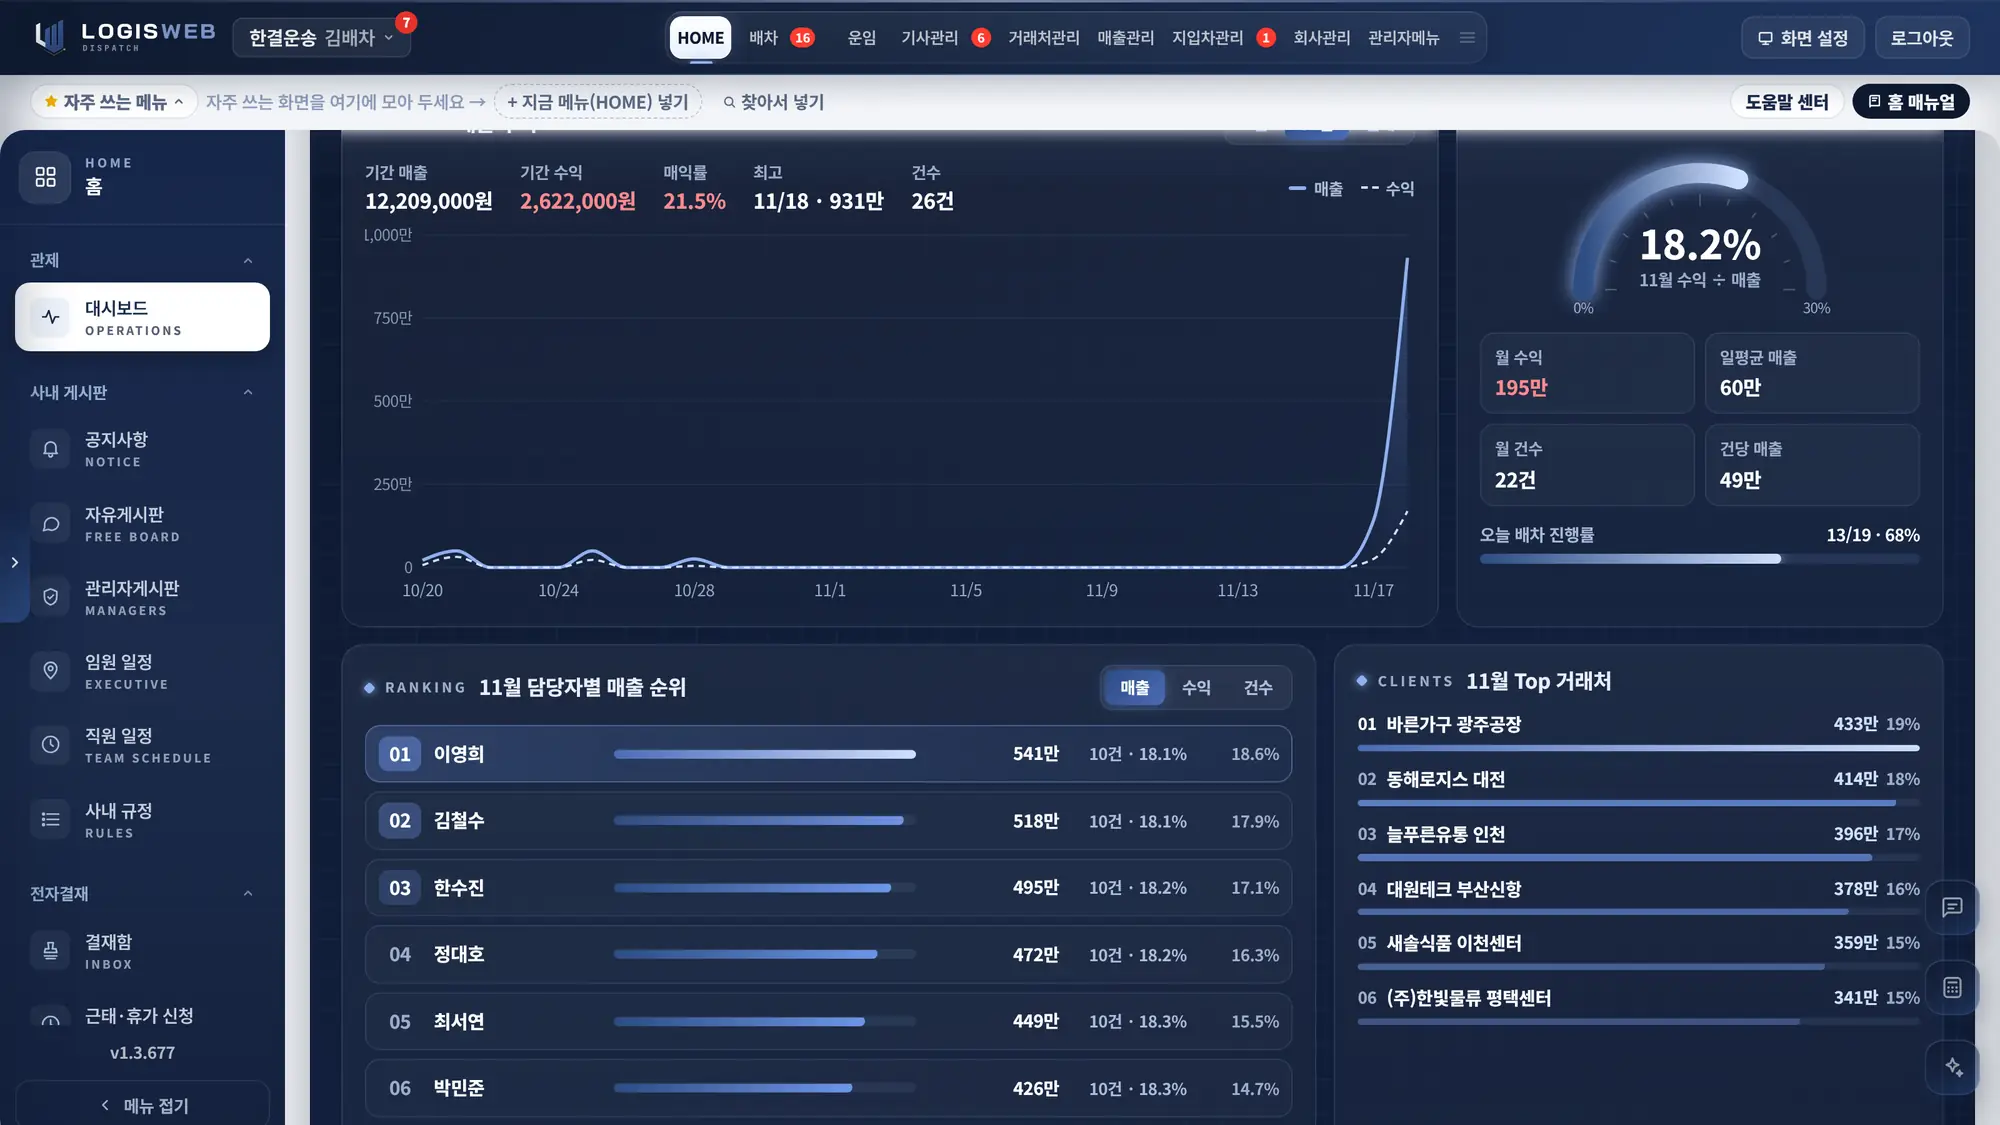 LOGISWEB
DISPATCH
한결운송 김배차
7
HOME
배차 16
운임
기사관리 6
거래처관리
매출관리
지입차관리 1
회사관리
관리자메뉴
화면 설정
로그아웃
자주 쓰는 메뉴
자주 쓰는 화면을 여기에 모아 두세요 →
+ 지금 메뉴(HOME) 넣기
찾아서 넣기
도움말 센터
홈 매뉴얼
HOME
홈
관제
대시보드
OPERATIONS
사내 게시판
공지사항
NOTICE
자유게시판
FREE BOARD
관리자게시판
MANAGERS
임원 일정
EXECUTIVE
직원 일정
TEAM SCHEDULE
사내 규정
RULES
전자결재
결재함
INBOX
근태·휴가 신청
v1.3.677
메뉴 접기
기간 매출
12,209,000원
기간 수익
2,622,000원
매익률
21.5%
최고
11/18 · 931만
건수
26건
매출
수익
1,000만
750만
500만
250만
0
10/20
10/24
10/28
11/1
11/5
11/9
11/13
11/17
18.2%
11월 수익 ÷ 매출
0%
30%
월 수익
195만
일평균 매출
60만
월 건수
22건
건당 매출
49만
오늘 배차 진행률
13/19 · 68%
RANKING 11월 담당자별 매출 순위
매출
수익
건수
01 이영희 541만 10건 · 18.1% 18.6%
02 김철수 518만 10건 · 18.1% 17.9%
03 한수진 495만 10건 · 18.2% 17.1%
04 정대호 472만 10건 · 18.2% 16.3%
05 최서연 449만 10건 · 18.3% 15.5%
06 박민준 426만 10건 · 18.3% 14.7%
CLIENTS 11월 Top 거래처
01 바른가구 광주공장 433만 19%
02 동해로지스 대전 414만 18%
03 늘푸른유통 인천 396만 17%
04 대원테크 부산신항 378만 16%
05 새솔식품 이천센터 359만 15%
06 (주)한빛물류 평택센터 341만 15%